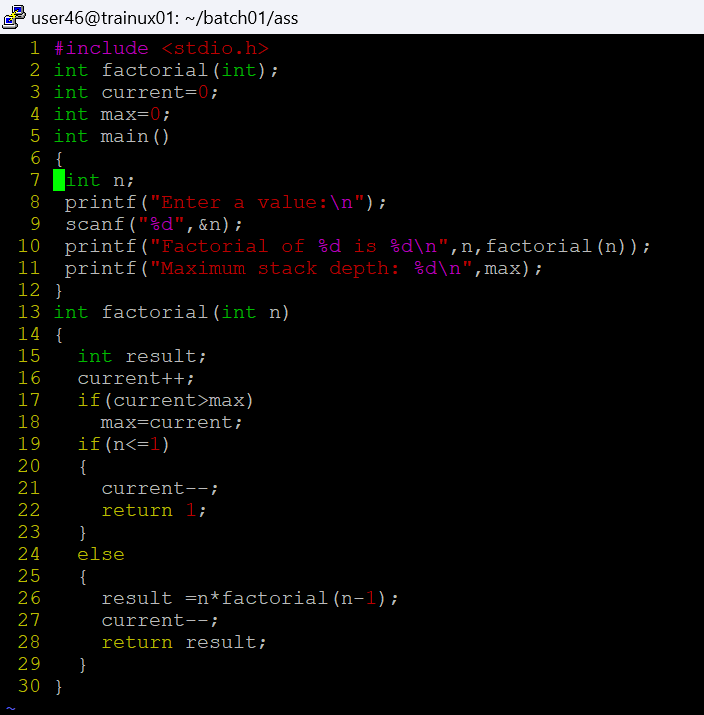 user46@trainux01: ~/batch01/ass
1 #include <stdio.h>
2 int factorial(int);
3 int current=0;
4 int max=0;
5 int main()
6 {
7  int n;
8  printf("Enter a value:\n");
9  scanf("%d",&n);
10  printf("Factorial of %d is %d\n",n,factorial(n));
11  printf("Maximum stack depth: %d\n",max);
12 }
13 int factorial(int n)
14 {
15   int result;
16   current++;
17   if(current>max)
18     max=current;
19   if(n<=1)
20   {
21     current--;
22     return 1;
23   }
24   else
25   {
26     result =n*factorial(n-1);
27     current--;
28     return result;
29   }
30 }
~